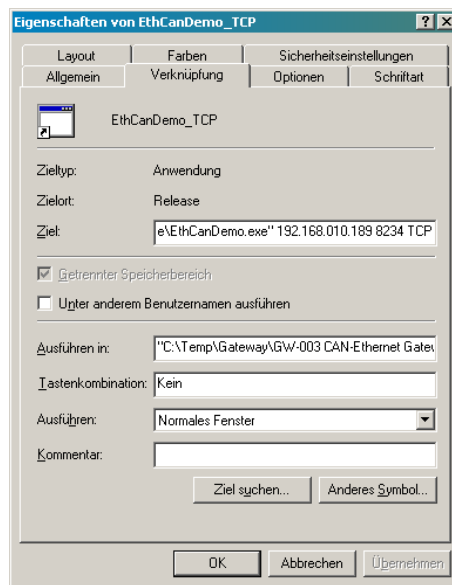 Eigenschaften von EthCanDemo_TCP
Layout Farben Sicherheitseinstellungen
Allgemein Verknüpfung Optionen Schriftart
EthCanDemo_TCP
Zieltyp: Anwendung
Zielort: Release
Ziel: e\EthCanDemo.exe" 192.168.010.189 8234 TCP
Getrennter Speicherbereich
Unter anderem Benutzernamen ausführen
Ausführen in: "C:\Temp\Gateway\GW-003 CAN-Ethernet Gatew
Tastenkombination: Kein
Ausführen: Normales Fenster
Kommentar:
Ziel suchen... Anderes Symbol...
OK Abbrechen Übernehmen